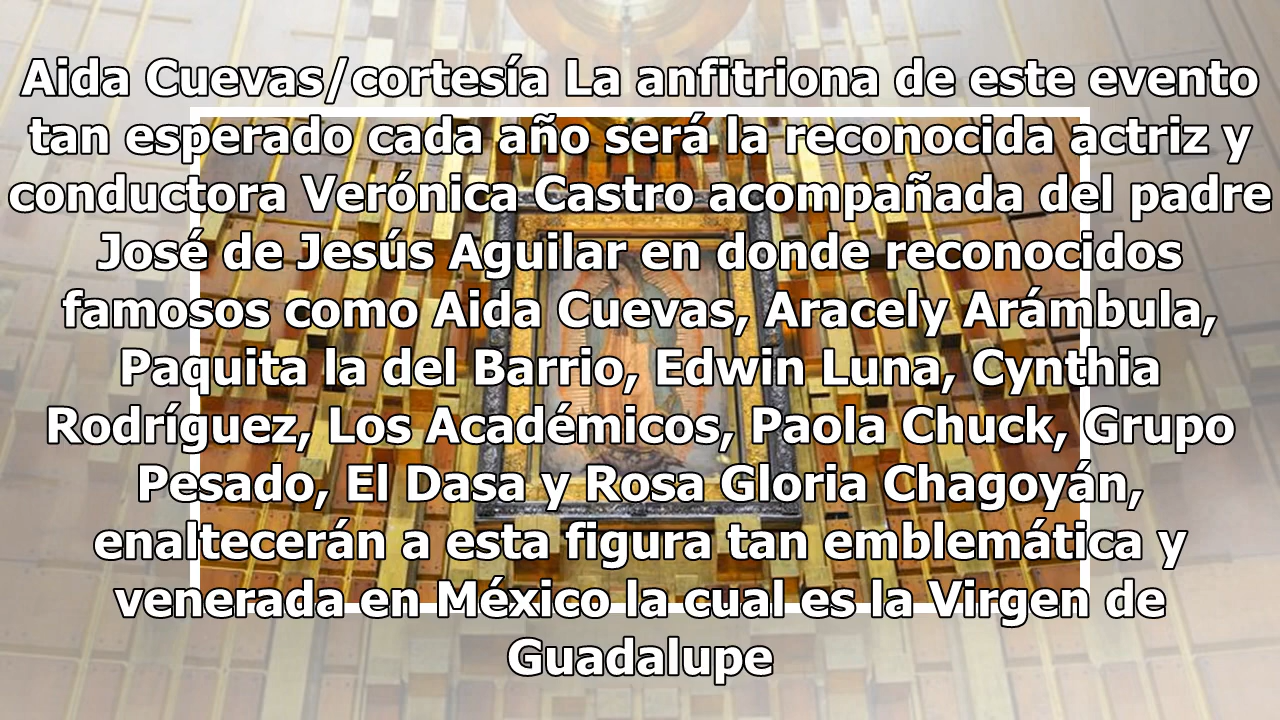 Aida Cuevas/cortesía La anfitriona de este evento
tan esperado cada año será la reconocida actriz y
conductora Verónica Castro acompañada del padre
José de Jesús Aguilar en donde reconocidos
famosos como Aida Cuevas, Aracely Arámbula,
Paquita la del Barrio, Edwin Luna, Cynthia
Rodríguez, Los Académicos, Paola Chuck, Grupo
Pesado, El Dasa y Rosa Gloria Chagoyán,
enaltecerán a esta figura tan emblemática y
venerada en México la cual es la Virgen de
Guadalupe